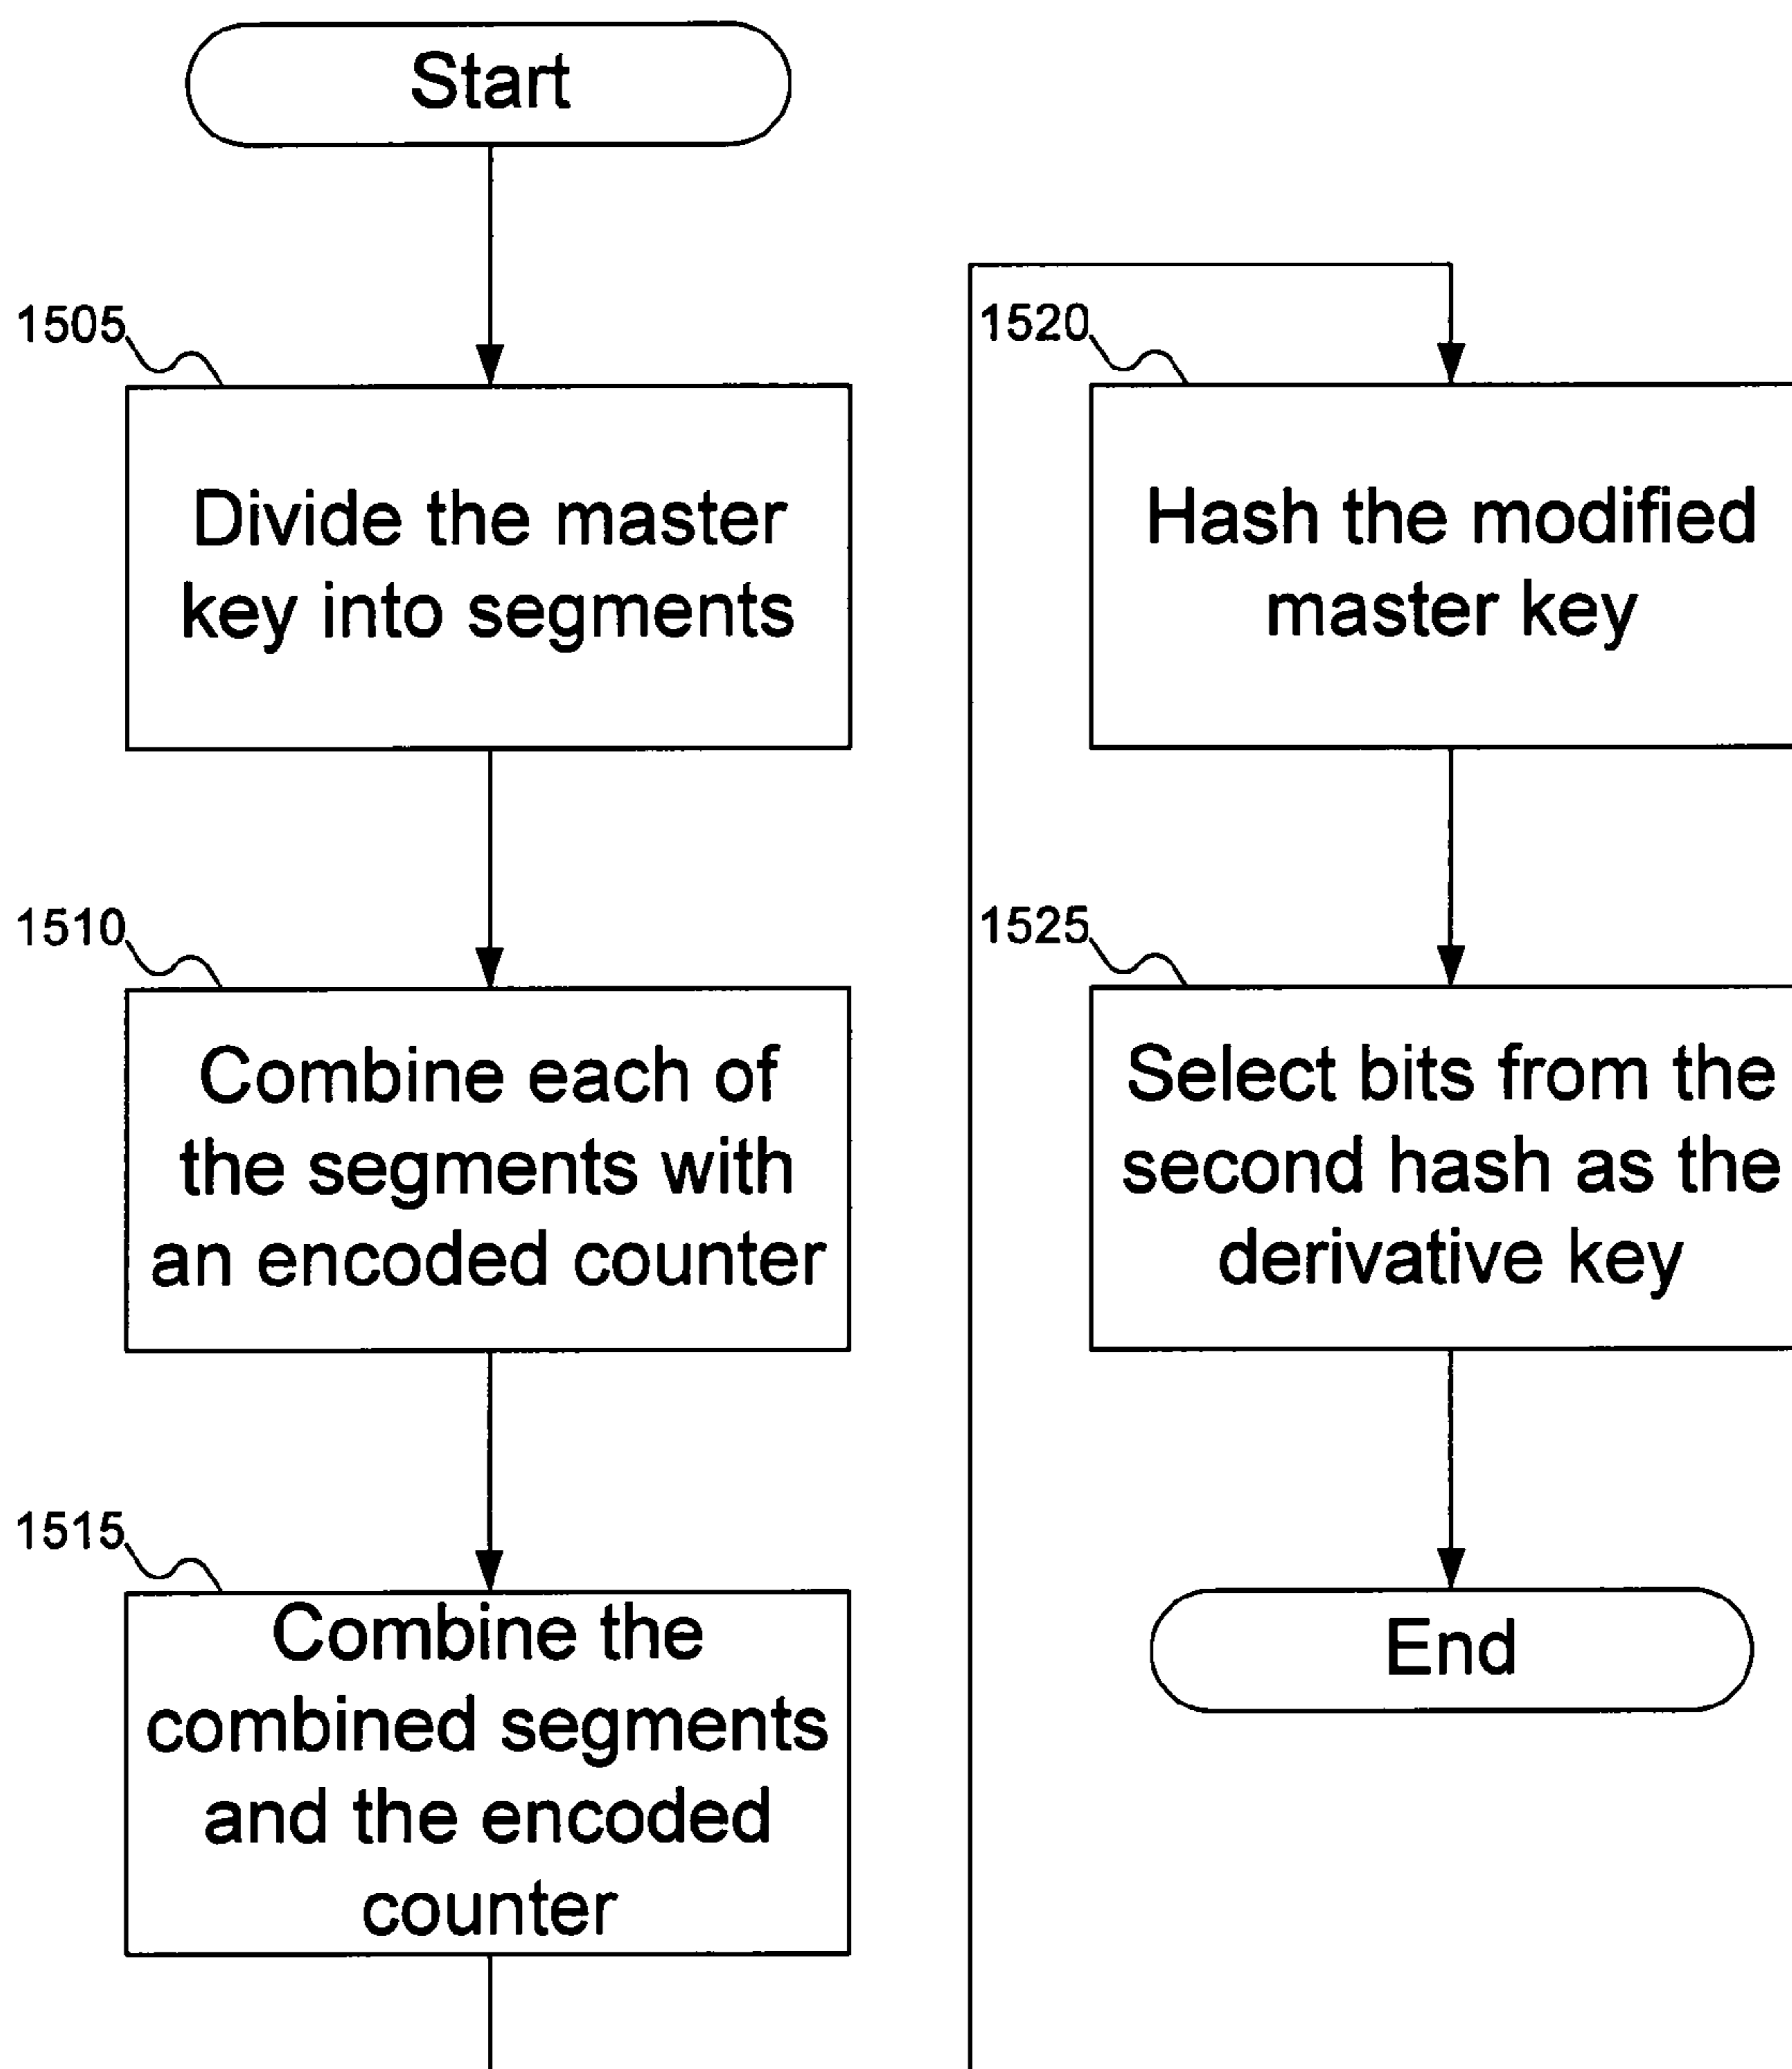 Start
1505
Divide the master
key into segments
1510
Combine each of
the segments with
an encoded counter
1515
Combine the
combined segments
and the encoded
counter
1520
Hash the modified
master key
1525
Select bits from the
second hash as the
derivative key
End